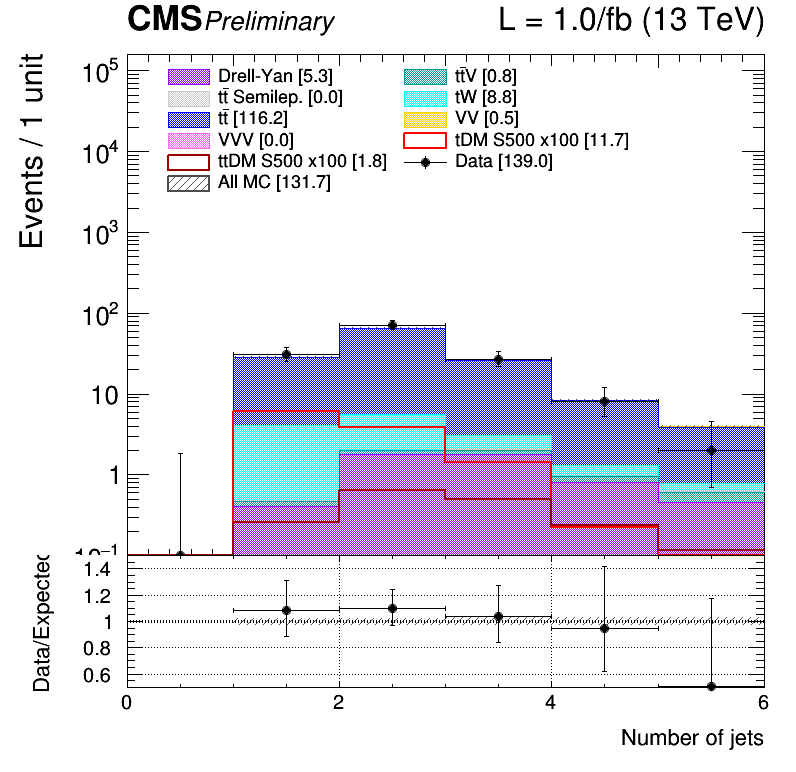 CMS Preliminary L = 1.0/fb (13 TeV)
Events / 1 unit
10⁵
10⁴
10³
10²
10
1
10⁻¹
Drell-Yan [5.3] tt̄V [0.8]
tt̄ Semilep. [0.0] tW [8.8]
tt̄ [116.2] VV [0.5]
VVV [0.0] tDM S500 x100 [11.7]
ttDM S500 x100 [1.8] Data [139.0]
All MC [131.7]
Data/Expected
1.4
1.2
1
0.8
0.6
0 2 4 6
Number of jets